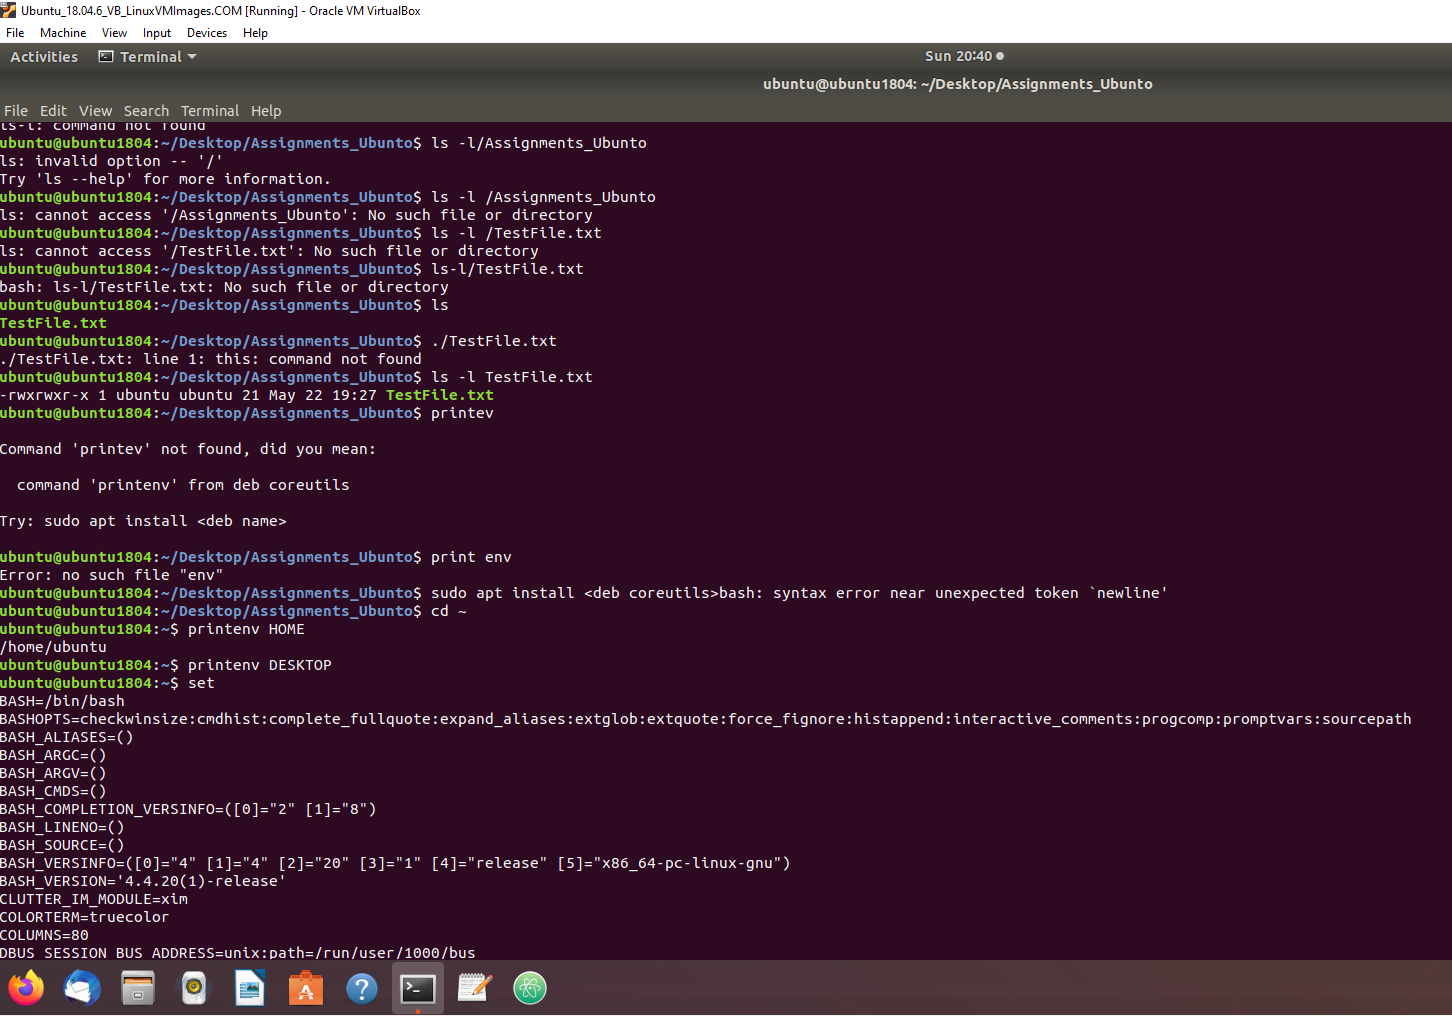 Ubuntu_18.04.6_VB_LinuxVMImages.COM [Running] - Oracle VM VirtualBox
File Machine View Input Devices Help
Activities Terminal Sun 20:40
ubuntu@ubuntu1804: ~/Desktop/Assignments_Ubunto
File Edit View Search Terminal Help
ls-l: command not found
ubuntu@ubuntu1804:~/Desktop/Assignments_Ubunto$ ls -l/Assignments_Ubunto
ls: invalid option -- '/'
Try 'ls --help' for more information.
ubuntu@ubuntu1804:~/Desktop/Assignments_Ubunto$ ls -l /Assignments_Ubunto
ls: cannot access '/Assignments_Ubunto': No such file or directory
ubuntu@ubuntu1804:~/Desktop/Assignments_Ubunto$ ls -l /TestFile.txt
ls: cannot access '/TestFile.txt': No such file or directory
ubuntu@ubuntu1804:~/Desktop/Assignments_Ubunto$ ls-l/TestFile.txt
bash: ls-l/TestFile.txt: No such file or directory
ubuntu@ubuntu1804:~/Desktop/Assignments_Ubunto$ ls
TestFile.txt
ubuntu@ubuntu1804:~/Desktop/Assignments_Ubunto$ ./TestFile.txt
./TestFile.txt: line 1: this: command not found
ubuntu@ubuntu1804:~/Desktop/Assignments_Ubunto$ ls -l TestFile.txt
-rwxrwxr-x 1 ubuntu ubuntu 21 May 22 19:27 TestFile.txt
ubuntu@ubuntu1804:~/Desktop/Assignments_Ubunto$ printev
Command 'printev' not found, did you mean:
command 'printenv' from deb coreutils
Try: sudo apt install <deb name>
ubuntu@ubuntu1804:~/Desktop/Assignments_Ubunto$ print env
Error: no such file "env"
ubuntu@ubuntu1804:~/Desktop/Assignments_Ubunto$ sudo apt install <deb coreutils>bash: syntax error near unexpected token `newline'
ubuntu@ubuntu1804:~/Desktop/Assignments_Ubunto$ cd ~
ubuntu@ubuntu1804:~$ printenv HOME
/home/ubuntu
ubuntu@ubuntu1804:~$ printenv DESKTOP
ubuntu@ubuntu1804:~$ set
BASH=/bin/bash
BASHOPTS=checkwinsize:cmdhist:complete_fullquote:expand_aliases:extglob:extquote:force_fignore:histappend:interactive_comments:progcomp:promptvars:sourcepath
BASH_ALIASES=()
BASH_ARGC=()
BASH_ARGV=()
BASH_CMDS=()
BASH_COMPLETION_VERSINFO=([0]="2" [1]="8")
BASH_LINENO=()
BASH_SOURCE=()
BASH_VERSINFO=([0]="4" [1]="4" [2]="20" [3]="1" [4]="release" [5]="x86_64-pc-linux-gnu")
BASH_VERSION='4.4.20(1)-release'
CLUTTER_IM_MODULE=xim
COLORTERM=truecolor
COLUMNS=80
DBUS_SESSION_BUS_ADDRESS=unix:path=/run/user/1000/bus